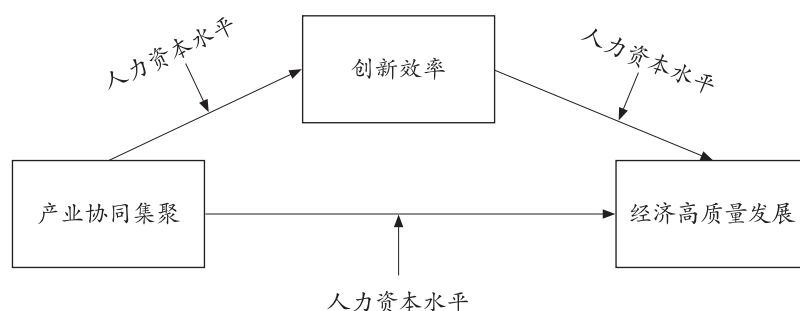 人力资本水平
创新效率
人力资本水平
产业协同集聚
经济高质量发展
人力资本水平